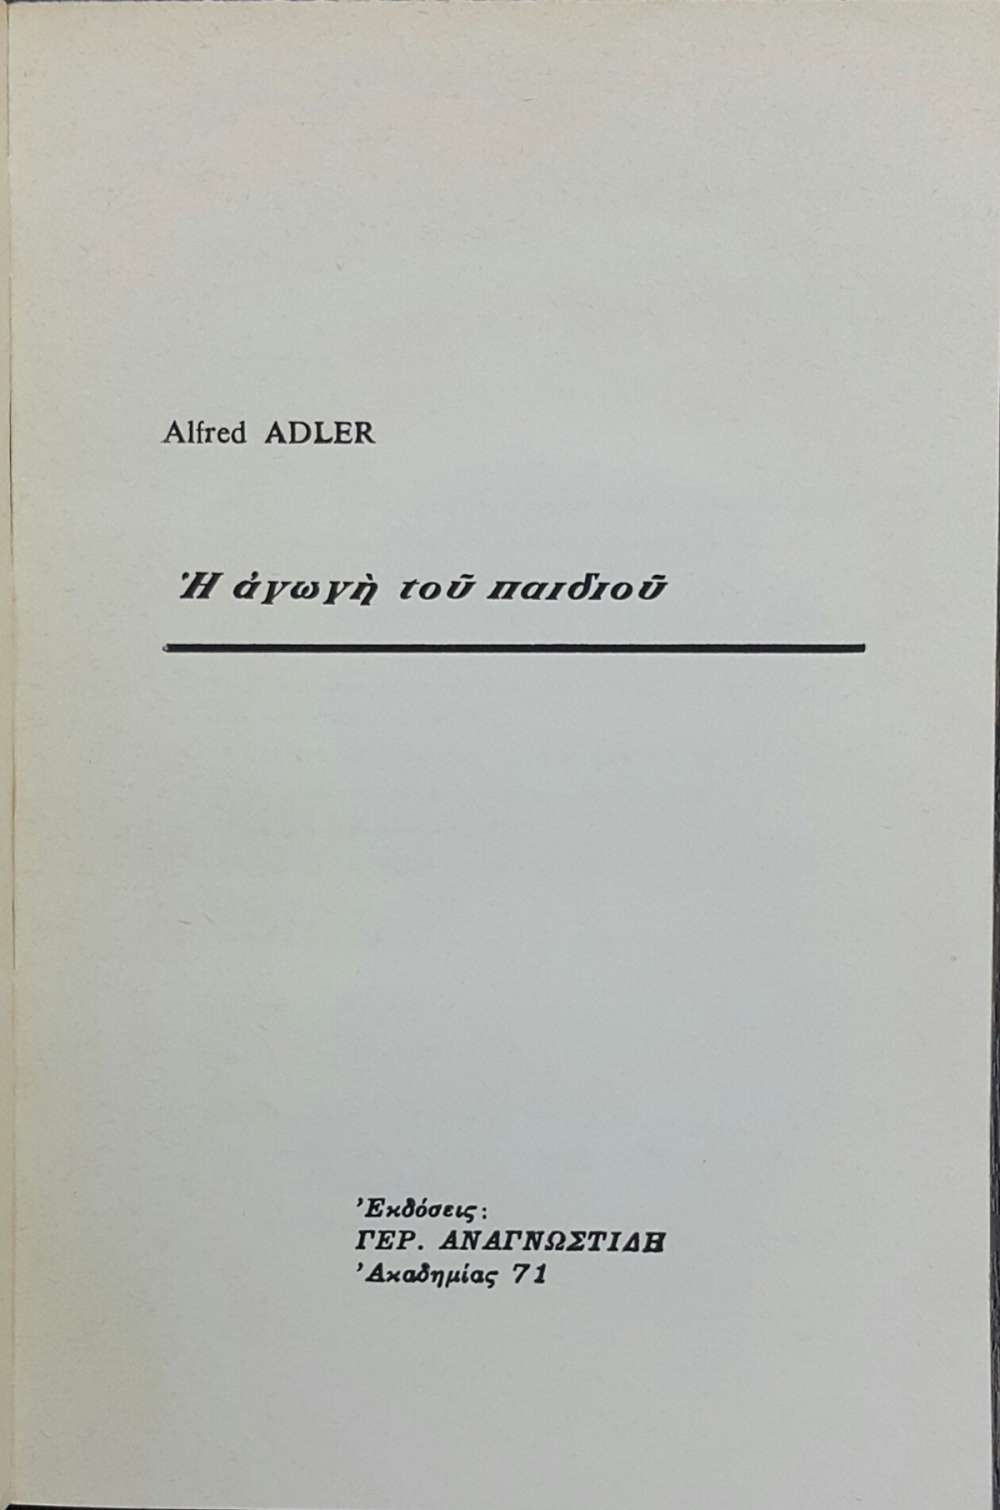 Alfred ADLER
Ἡ ἀγωγὴ τοῦ παιδιοῦ
Ἐκδόσεις:
ΓΕΡ. ΑΝΑΓΝΩΣΤΙΔΗ
Ἀκαδημίας 71